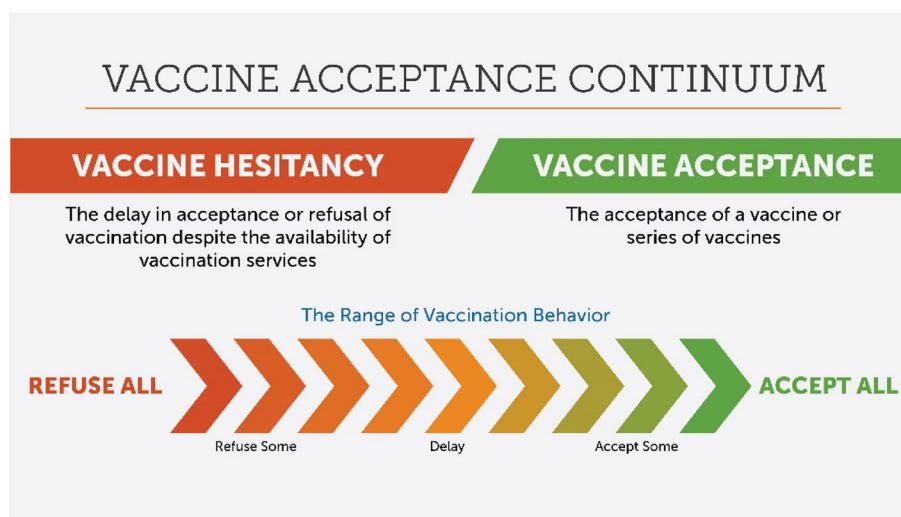 VACCINE ACCEPTANCE CONTINUUM
VACCINE HESITANCY
The delay in acceptance or refusal of
vaccination despite the availability of
vaccination services
VACCINE ACCEPTANCE
The acceptance of a vaccine or
series of vaccines
The Range of Vaccination Behavior
REFUSE ALL
ACCEPT ALL
Refuse Some
Delay
Accept Some